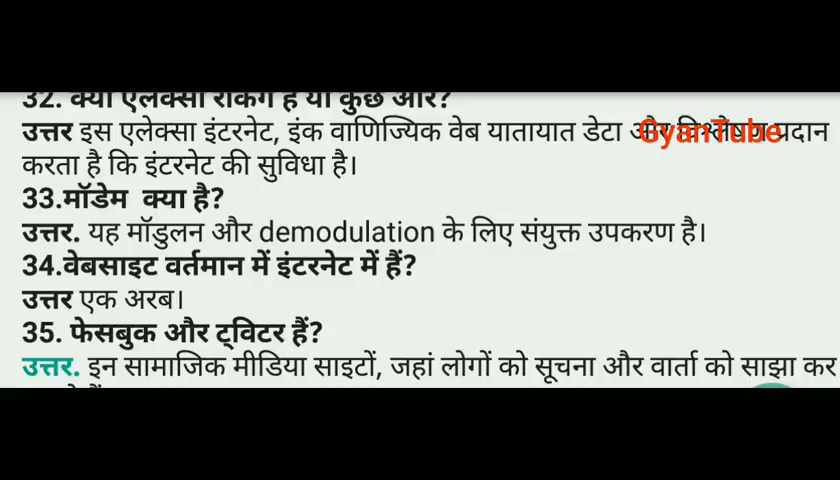 32. क्या एलेक्सा रैंकिंग है या कुछ और?
उत्तर इस एलेक्सा इंटरनेट, इंक वाणिज्यिक वेब यातायात डेटा और विश्लेषण प्रदान
GyanTube
करता है कि इंटरनेट की सुविधा है।
33.मॉडेम क्या है?
उत्तर. यह मॉडुलन और demodulation के लिए संयुक्त उपकरण है।
34.वेबसाइट वर्तमान में इंटरनेट में हैं?
उत्तर एक अरब।
35. फेसबुक और ट्विटर हैं?
उत्तर. इन सामाजिक मीडिया साइटों, जहां लोगों को सूचना और वार्ता को साझा कर